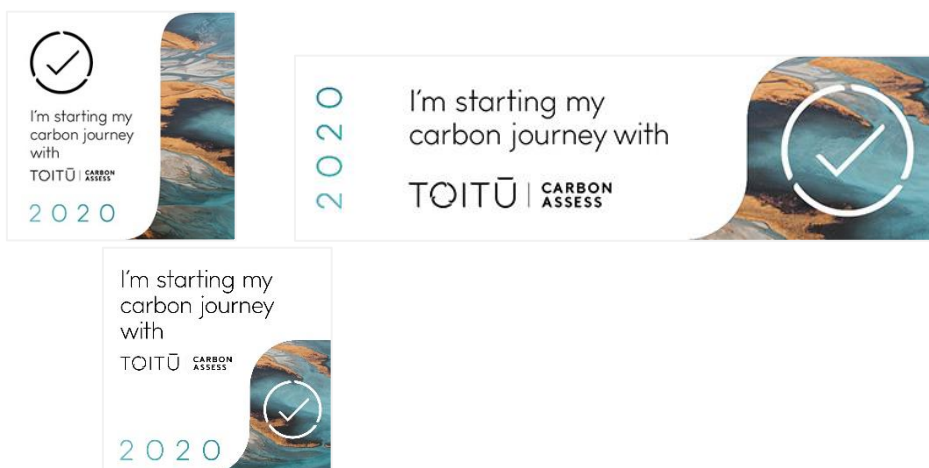 I'm starting my
carbon journey
with
TOITŪ | CARBON
ASSESS
2020
2020
I'm starting my
carbon journey with
TOITŪ | CARBON
ASSESS
I'm starting my
carbon journey
with
TOITŪ CARBON
ASSESS
2020